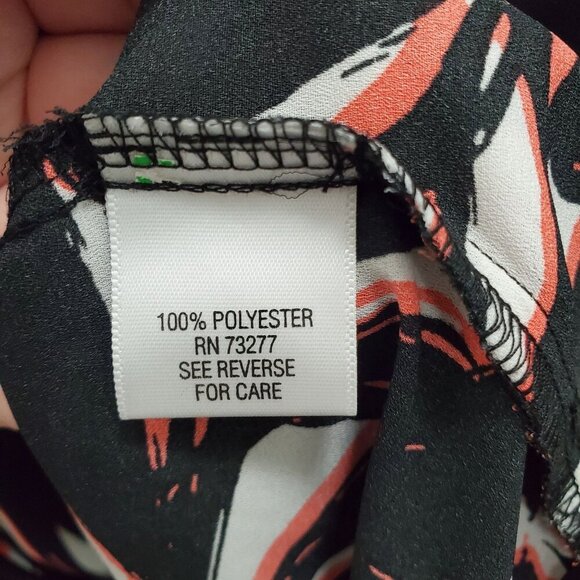 100% POLYESTER
RN 73277
SEE REVERSE
FOR CARE